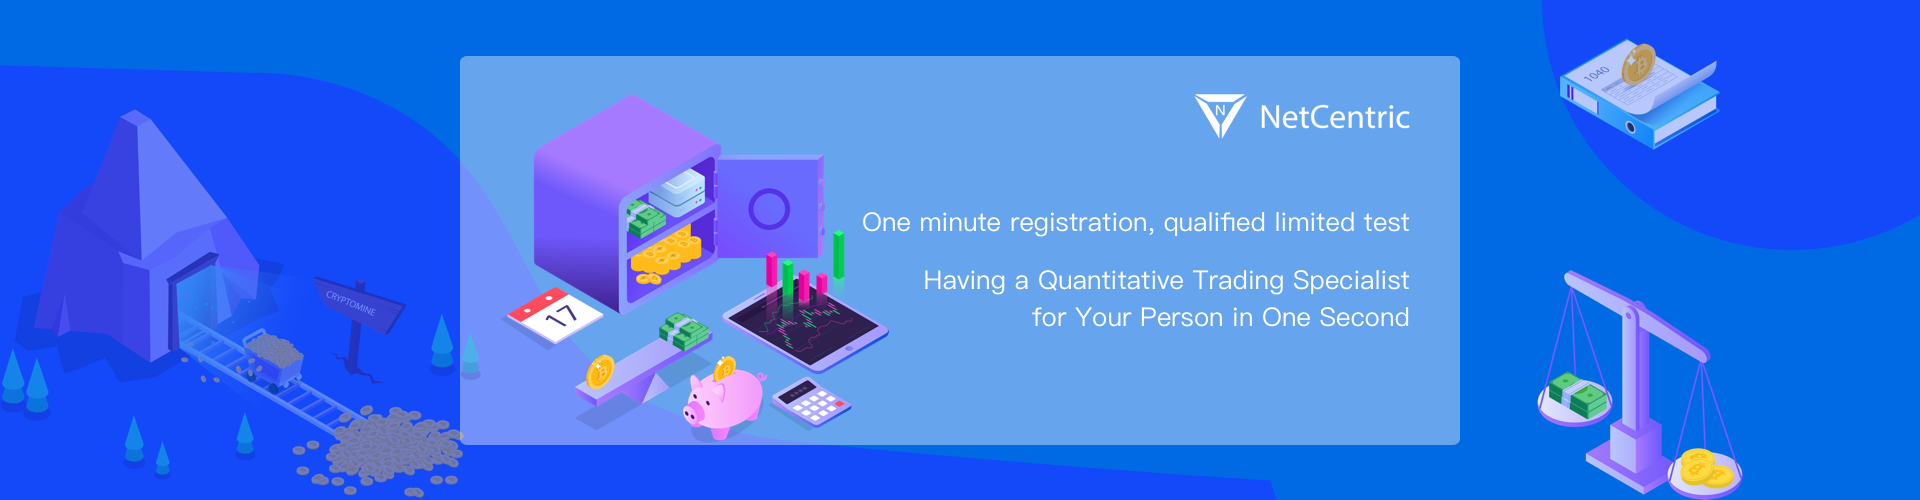 N
NetCentric
One minute registration, qualified limited test
Having a Quantitative Trading Specialist
for Your Person in One Second
17
CRYPTOMINE
1040